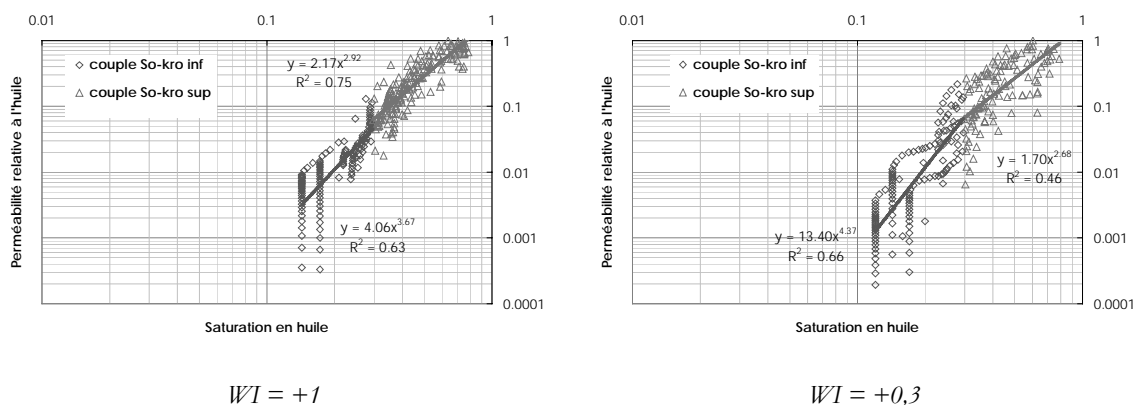 0.01 0.1 1
Perméabilité relative à l'huile
couple So-kro inf
couple So-kro sup
y = 2.17x^2.92
R² = 0.75
y = 4.06x^3.67
R² = 0.63
1
0.1
0.01
0.001
0.0001
Saturation en huile
WI = +1
0.01 0.1 1
Perméabilité relative à l'huile
couple So-kro inf
couple So-kro sup
y = 1.70x^2.68
R² = 0.46
y = 13.40x^4.37
R² = 0.66
1
0.1
0.01
0.001
0.0001
Saturation en huile
WI = +0,3